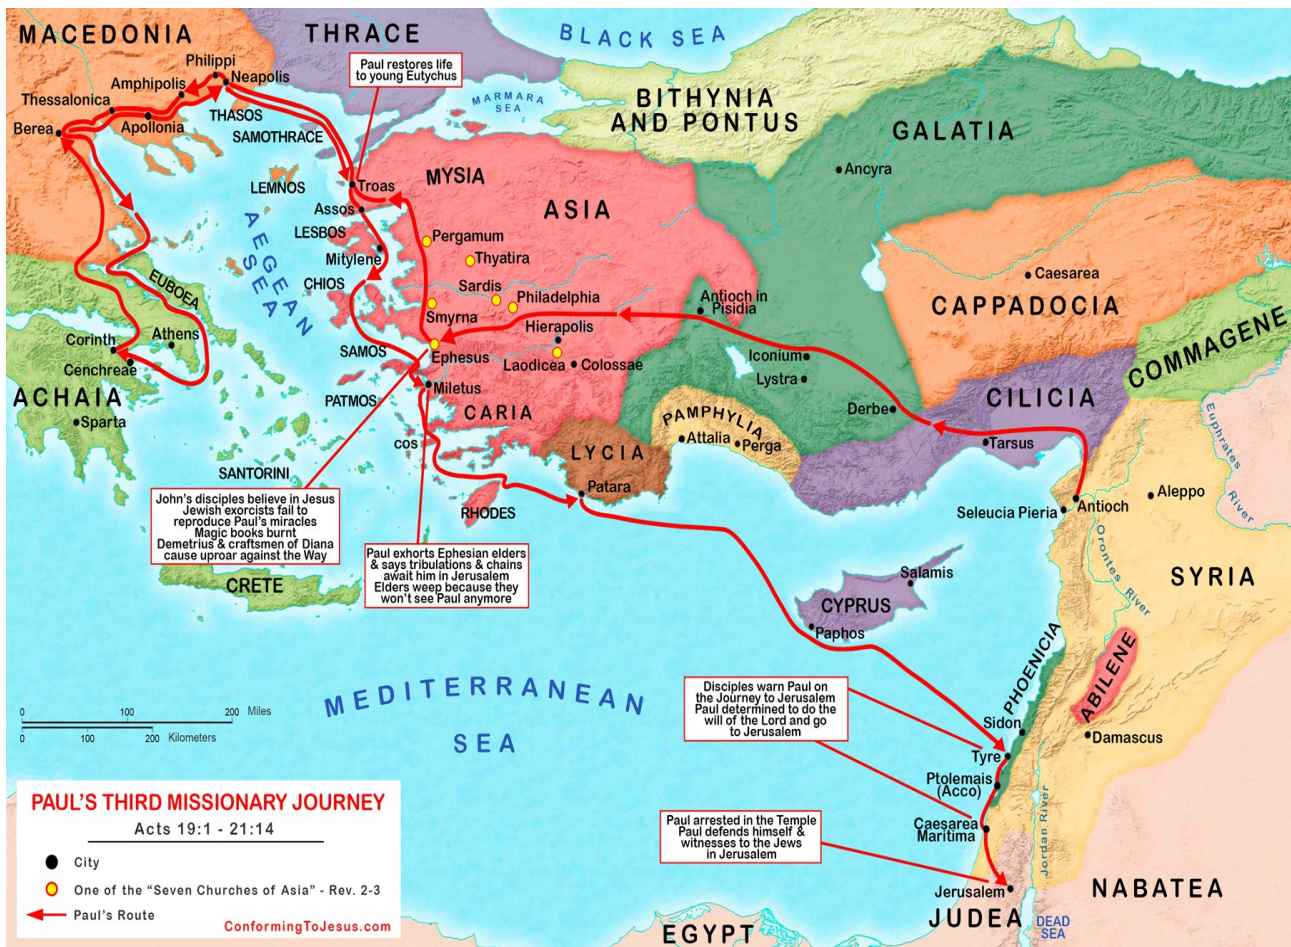 MACEDONIA
THRACE
BLACK SEA
Philippi
Neapolis
Amphipolis
Thessalonica
Berea
Apollonia
THASOS
SAMOTHRACE
Paul restores life
to young Eutychus
MARMARA
SEA
BITHYNIA
AND PONTUS
GALATIA
Ancyra
LEMNOS
Troas
MYSIA
Assos
ASIA
LESBOS
Mitylene
Pergamum
Thyatira
AEGEAN
SEA
CHIOS
Sardis
Smyrna
Philadelphia
Hierapolis
Antioch in
Pisidia
Caesarea
CAPPADOCIA
COMMAGENE
EUBOEA
Athens
Corinth
Cenchreae
SAMOS
Ephesus
Laodicea
Colossae
Iconium
Lystra
Derbe
CILICIA
Tarsus
Euphrates
River
ACHAIA
Sparta
PATMOS
Miletus
CARIA
PAMPHYLIA
Attalia
Perga
COS
LYCIA
Patara
SANTORINI
RHODES
Seleucia Pieria
Antioch
Aleppo
Orontes
River
SYRIA
John's disciples believe in Jesus
Jewish exorcists fail to
reproduce Paul's miracles
Magic books burnt
Demetrius & craftsmen of Diana
cause uproar against the Way
Paul exhorts Ephesian elders
& says tribulations & chains
await him in Jerusalem
Elders weep because they
won't see Paul anymore
CRETE
Salamis
CYPRUS
Paphos
PHOENICIA
ABILENE
MEDITERRANEAN
SEA
Disciples warn Paul on
the Journey to Jerusalem
Paul determined to do the
will of the Lord and go
to Jerusalem
Sidon
Damascus
Tyre
Ptolemais
(Acco)
Caesarea
Maritima
Jordan River
Paul arrested in the Temple
Paul defends himself &
witnesses to the Jews
in Jerusalem
Jerusalem
JUDEA
DEAD
SEA
NABATEA
EGYPT
0 100 200 Miles
0 100 200 Kilometers
PAUL'S THIRD MISSIONARY JOURNEY
Acts 19:1 - 21:14
City
One of the "Seven Churches of Asia" - Rev. 2-3
Paul's Route
ConformingToJesus.com